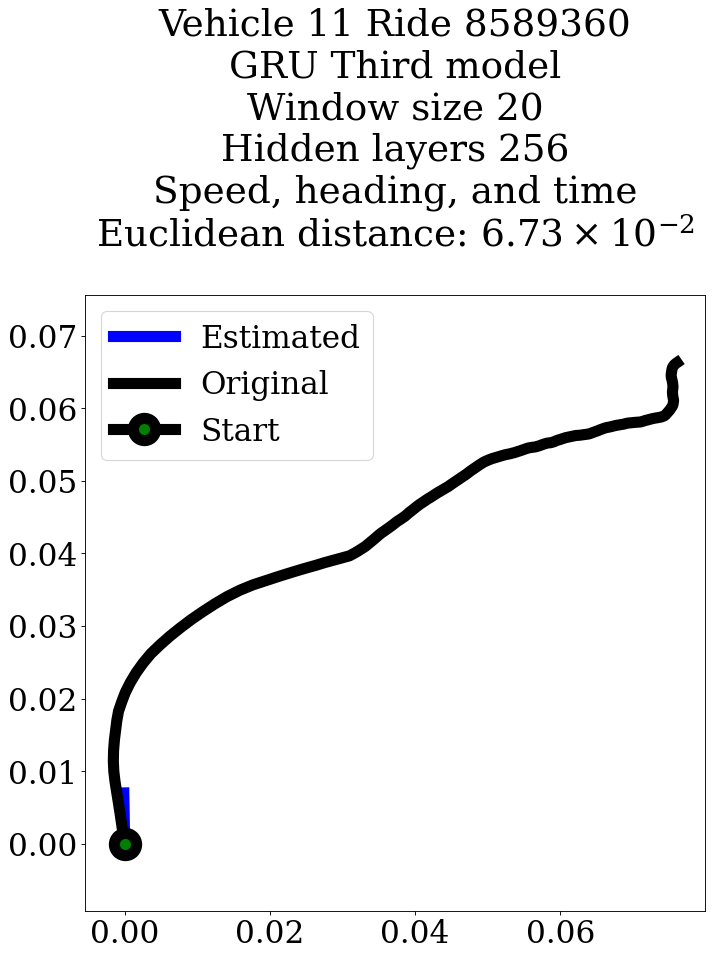 Vehicle 11 Ride 8589360
GRU Third model
Window size 20
Hidden layers 256
Speed, heading, and time
Euclidean distance: 6.73 × 10⁻²
Estimated
Original
Start
0.07
0.06
0.05
0.04
0.03
0.02
0.01
0.00
0.00 0.02 0.04 0.06